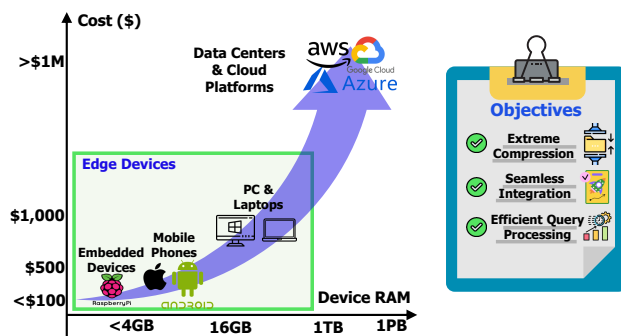 Cost ($)
>$1M
$1,000
$500
<$100
Data Centers
& Cloud
Platforms
aws
Google Cloud
Azure
Edge Devices
PC &
Laptops
Mobile
Phones
Embedded
Devices
RaspberryPi
ANDROID
Device RAM
<4GB
16GB
1TB
1PB
Objectives
Extreme
Compression
Seamless
Integration
Efficient Query
Processing